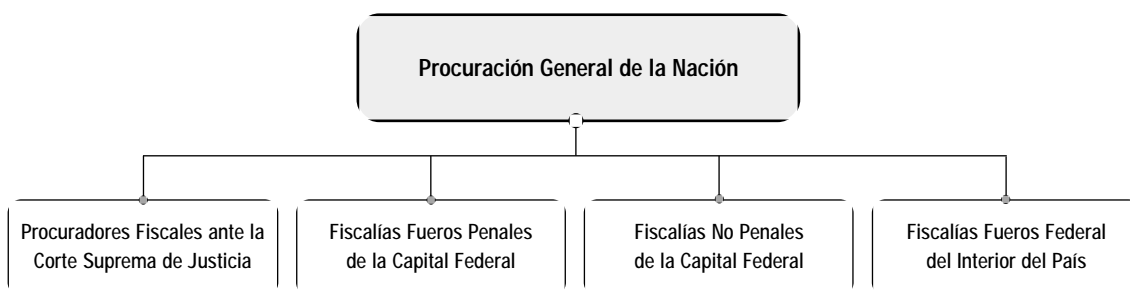 Procuración General de la Nación
Procuradores Fiscales ante la
Corte Suprema de Justicia
Fiscalías Fueros Penales
de la Capital Federal
Fiscalías No Penales
de la Capital Federal
Fiscalías Fueros Federal
del Interior del País